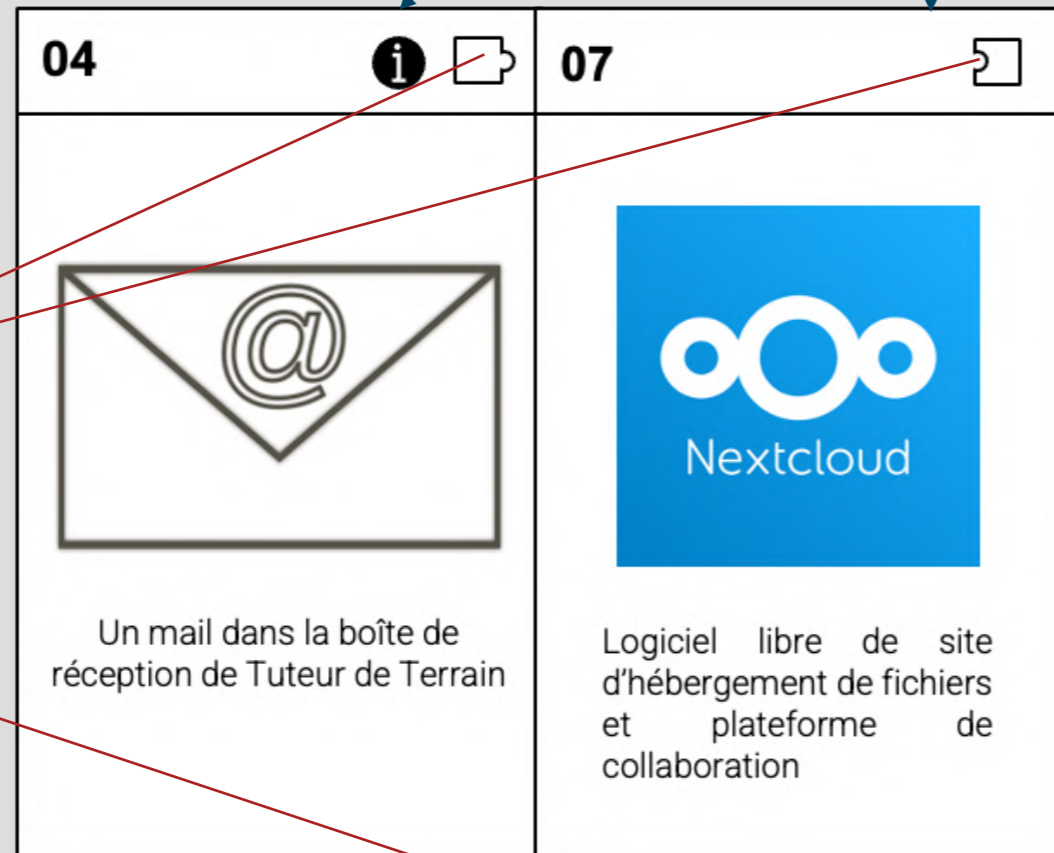 04
i
07
@
Nextcloud
Un mail dans la boîte de
réception de Tuteur de Terrain
Logiciel libre de site
d'hébergement de fichiers
et plateforme de
collaboration